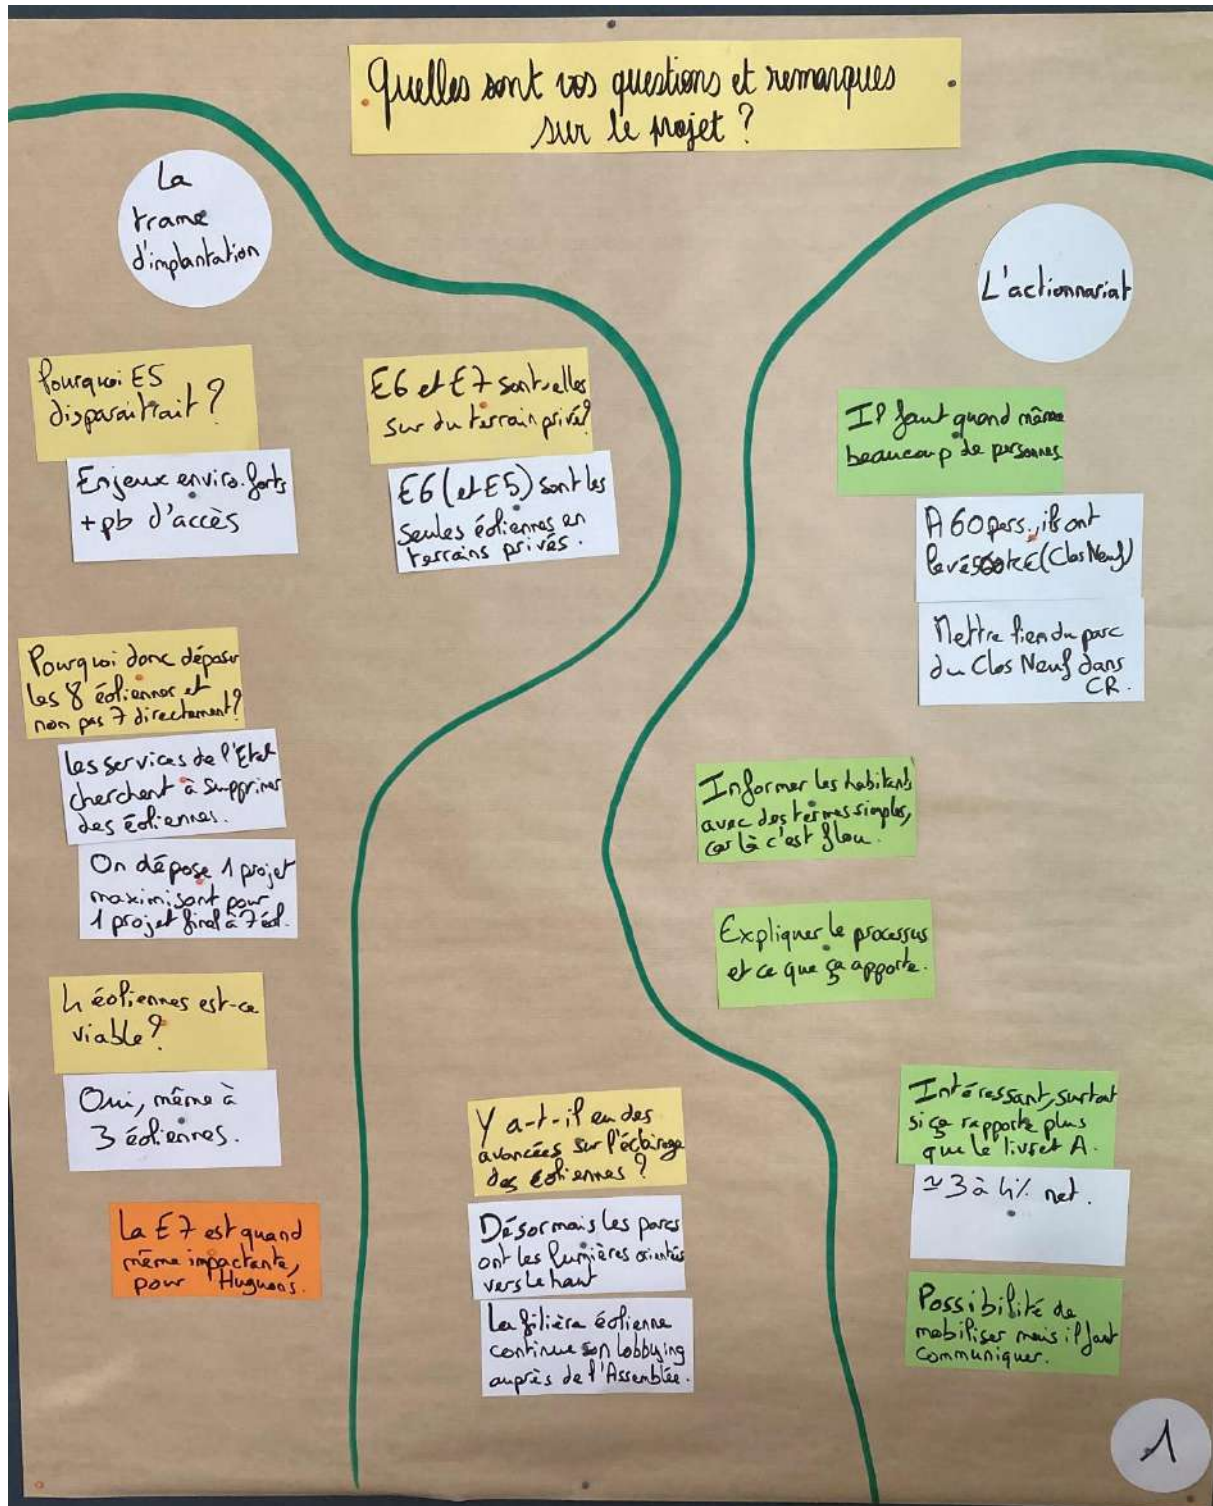 Quelles sont vos questions et remarques
sur le projet ?
La
trame
d'implantation
Pourquoi E5
disparaitrait ?
Enjeux enviro. forts
+ pb d'accès
E6 et E7 sont-elles
sur du terrain privé ?
E6 (et E5) sont les
seules éoliennes en
terrains privés.
Pourquoi donc déposer
les 8 éoliennes et
non pas 7 directement ?
Les services de l'Etat
cherchent à supprimer
des éoliennes.
On dépose 1 projet
maximisant pour
1 projet final à 7 éol.
4 éoliennes est-ce
viable ?
Oui, même à
3 éoliennes.
La E7 est quand
même impactante,
pour Huguons.
Y a-t-il eu des
avancées sur l'éclairage
des éoliennes ?
Désormais les parcs
ont les lumières orientées
vers le haut
La filière éolienne
continue son lobbying
auprès de l'Assemblée.
L'actionnariat
Il faut quand même
beaucoup de personnes
A 60 pers., ils ont
levés k€ (Clos Neuf)
Mettre lien du parc
du Clos Neuf dans
CR.
Informer les habitants
avec des termes simples,
car là c'est flou.
Expliquer le processus
et ce que ça apporte.
Intéressant, surtout
si ça rapporte plus
que le livret A.
≃ 3 à 4% net.
Possibilité de
mobiliser mais il faut
communiquer.
1